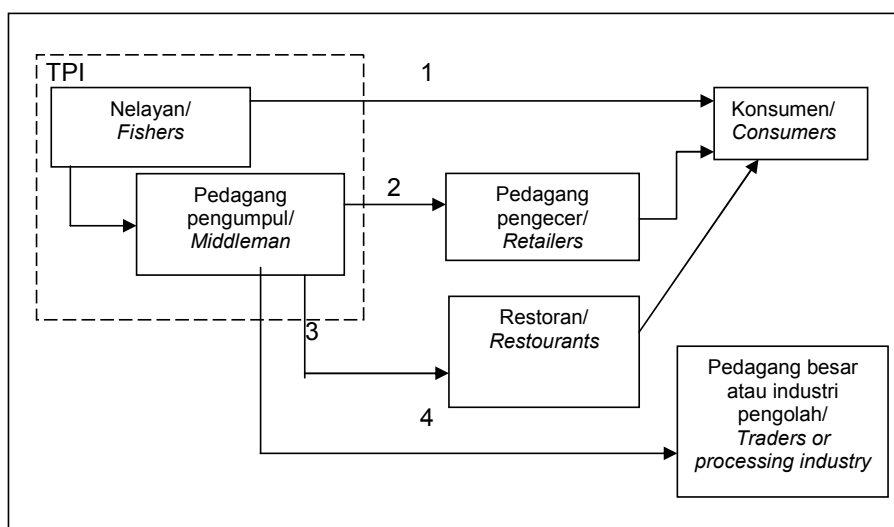 TPI
1
Nelayan/
Fishers
Konsumen/
Consumers
Pedagang
pengumpul/
Middleman
2
Pedagang
pengecer/
Retailers
3
Restoran/
Restourants
4
Pedagang besar
atau industri
pengolah/
Traders or
processing industry